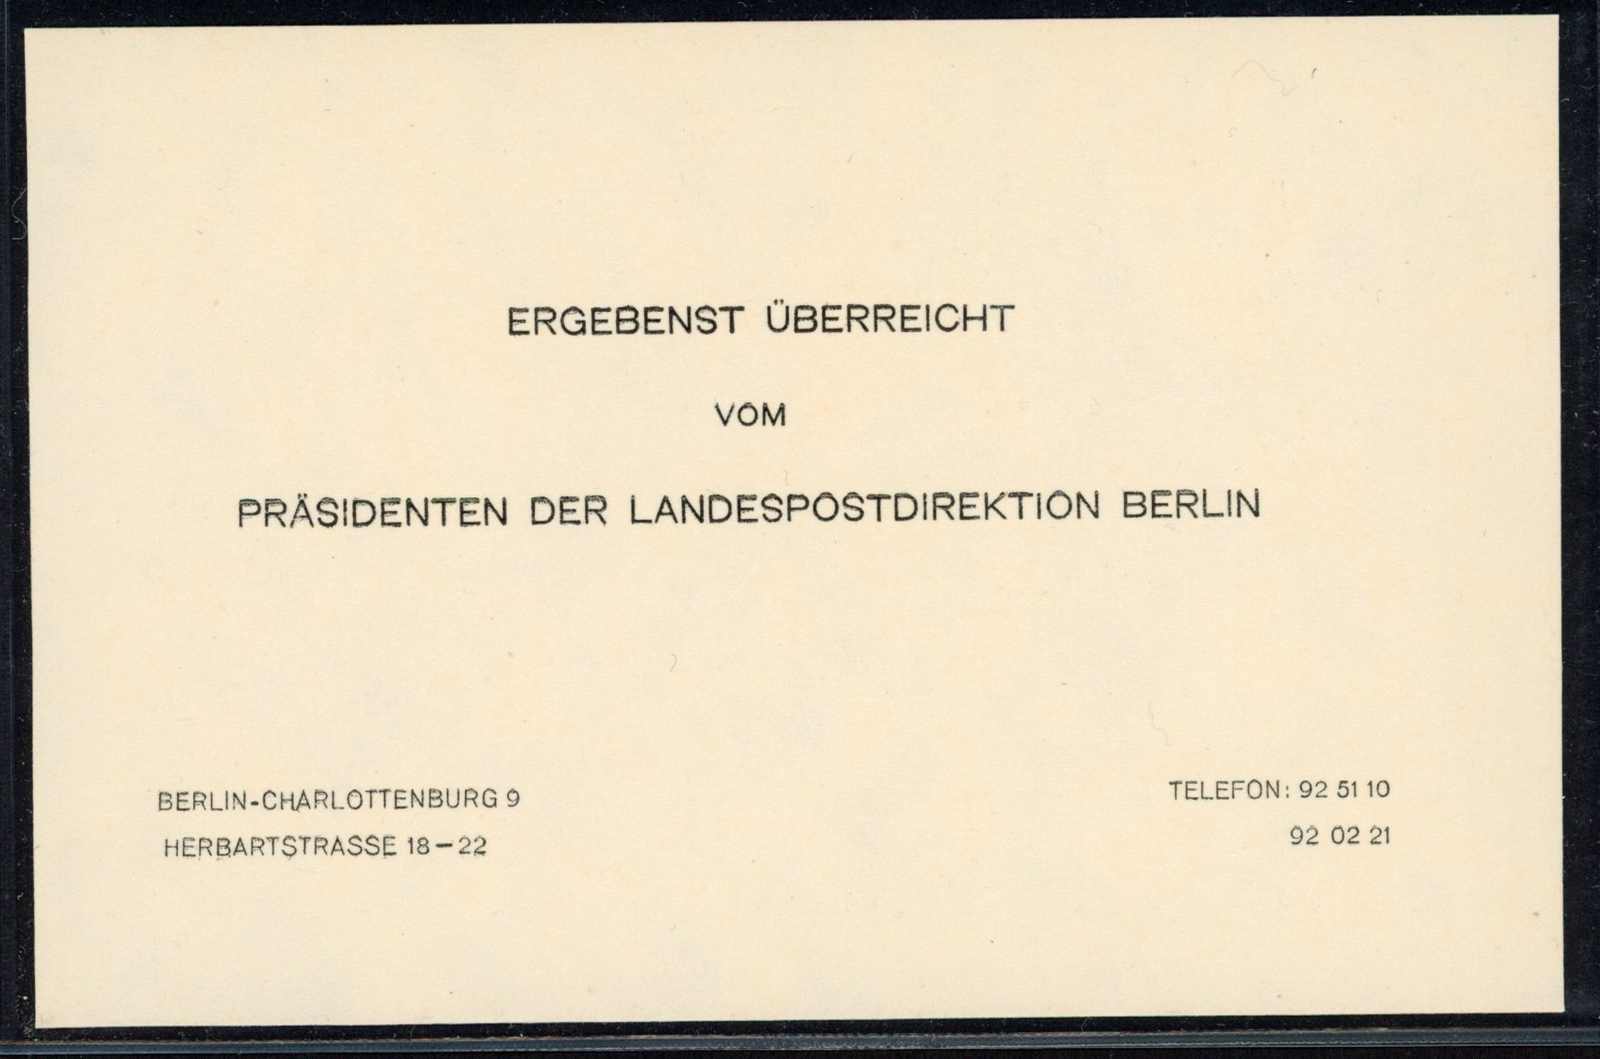 ERGEBENST ÜBERREICHT
VOM
PRÄSIDENTEN DER LANDESPOSTDIREKTION BERLIN
BERLIN-CHARLOTTENBURG 9
HERBARTSTRASSE 18-22
TELEFON: 92 51 10
92 02 21